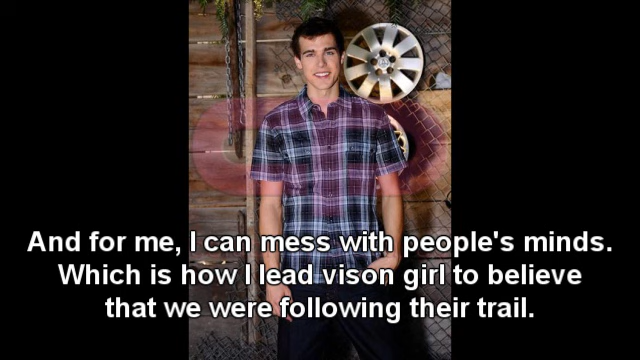 And for me, I can mess with people's minds.
Which is how I lead vison girl to believe
that we were following their trail.